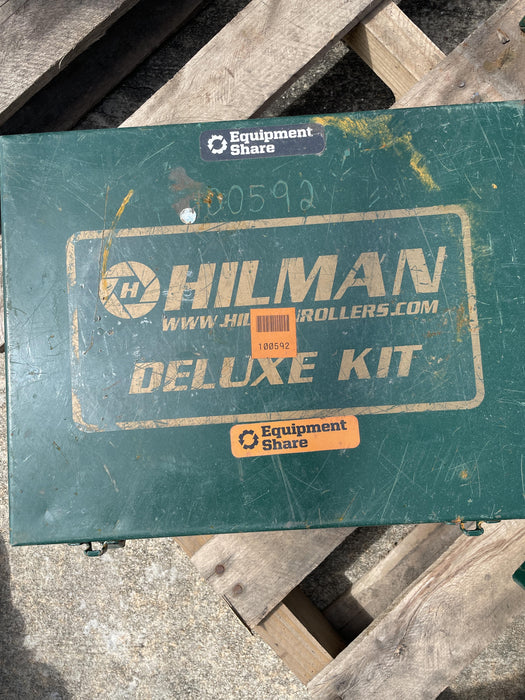 Equipment
Share
00592
H HILMAN
WWW.HIL
ROLLERS.COM
100592
DELUXE KIT
Equipment
Share